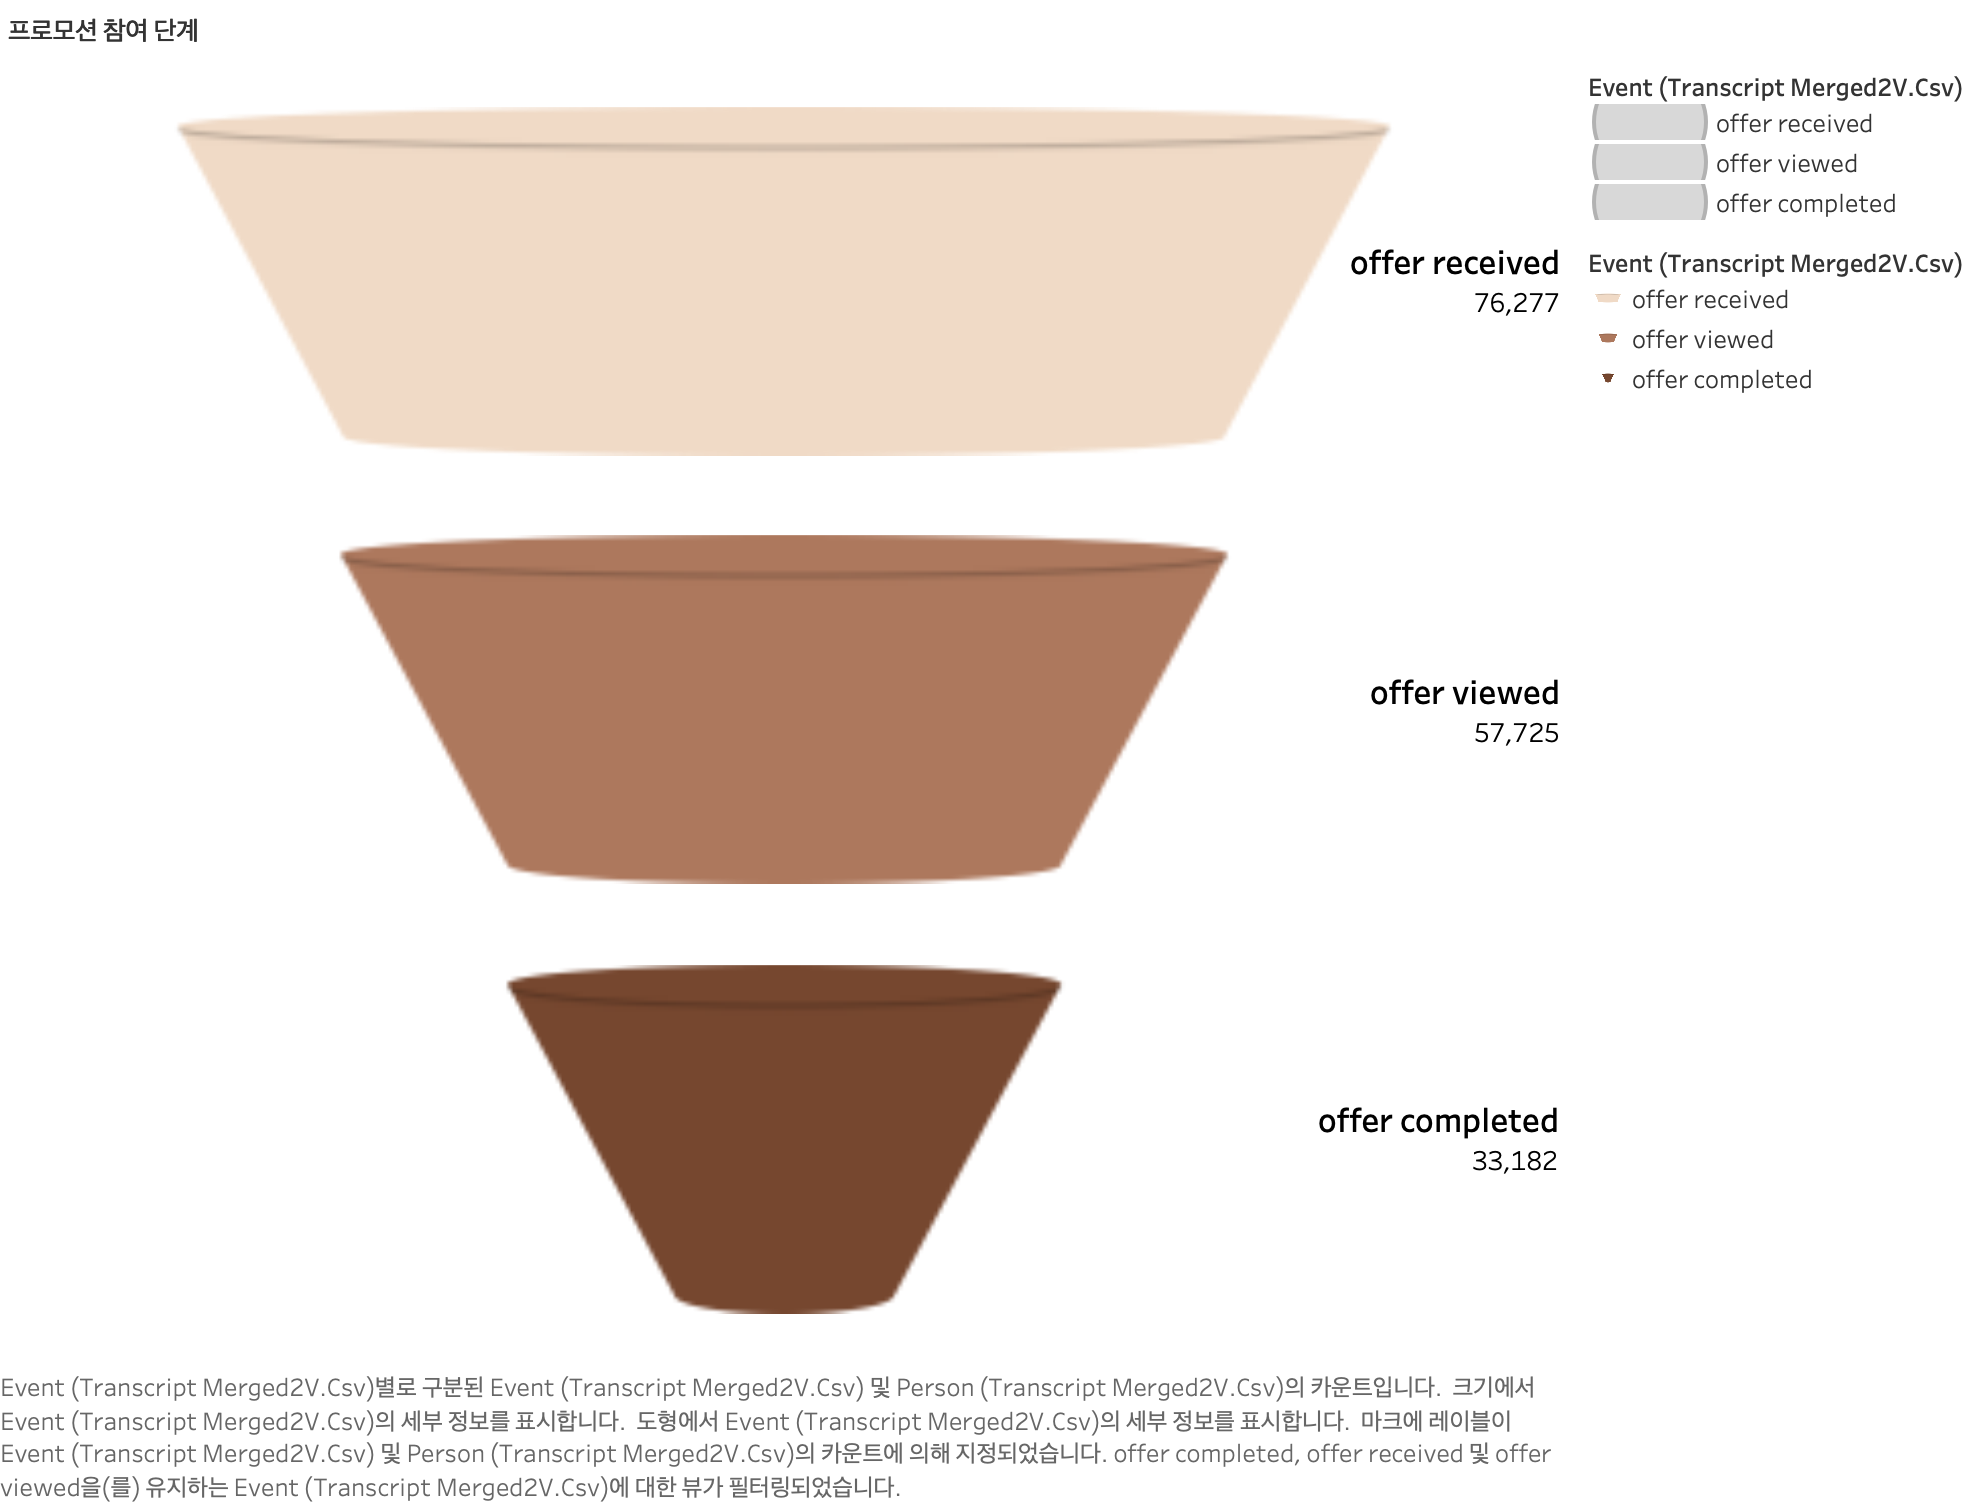 프로모션 참여 단계
offer received
76,277
offer viewed
57,725
offer completed
33,182
Event (Transcript Merged2V.Csv)
offer received
offer viewed
offer completed
Event (Transcript Merged2V.Csv)
offer received
offer viewed
offer completed
Event (Transcript Merged2V.Csv)별로 구분된 Event (Transcript Merged2V.Csv) 및 Person (Transcript Merged2V.Csv)의 카운트입니다.  크기에서
Event (Transcript Merged2V.Csv)의 세부 정보를 표시합니다.  도형에서 Event (Transcript Merged2V.Csv)의 세부 정보를 표시합니다.  마크에 레이블이
Event (Transcript Merged2V.Csv) 및 Person (Transcript Merged2V.Csv)의 카운트에 의해 지정되었습니다. offer completed, offer received 및 offer
viewed을(를) 유지하는 Event (Transcript Merged2V.Csv)에 대한 뷰가 필터링되었습니다.